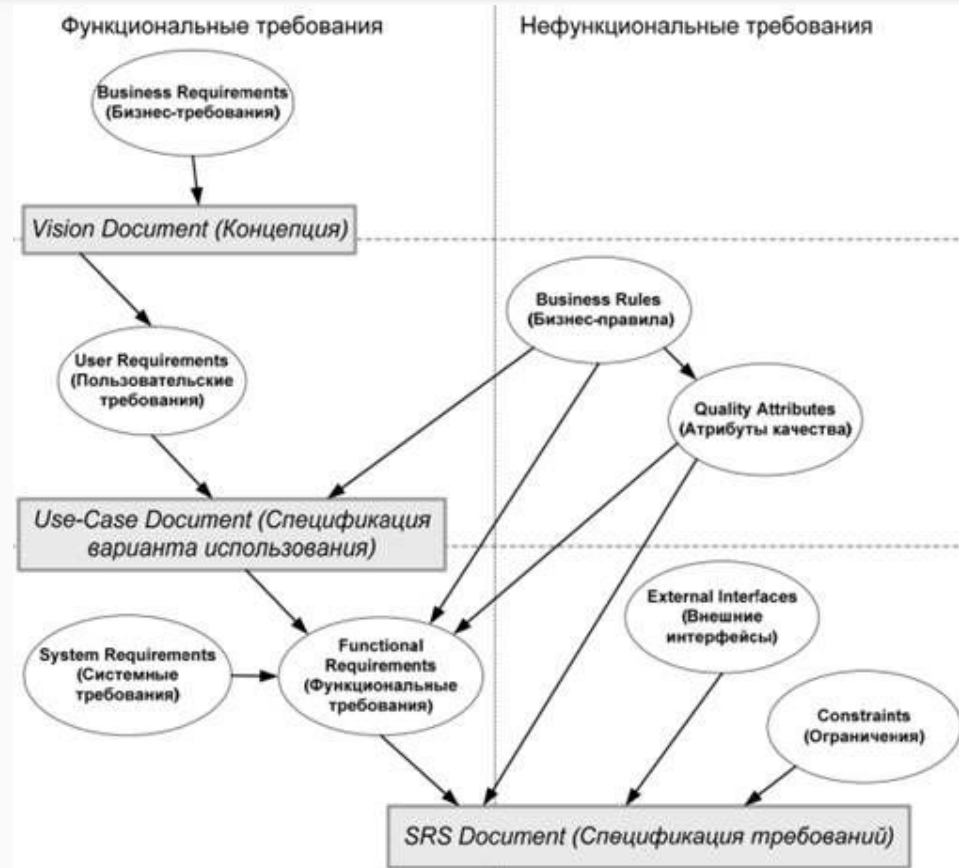 Функциональные требования
Нефункциональные требования
Business Requirements
(Бизнес-требования)
Vision Document (Концепция)
Business Rules
(Бизнес-правила)
User Requirements
(Пользовательские
требования)
Quality Attributes
(Атрибуты качества)
Use-Case Document (Спецификация
варианта использования)
External Interfaces
(Внешние
интерфейсы)
System Requirements
(Системные
требования)
Functional
Requirements
(Функциональные
требования)
Constraints
(Ограничения)
SRS Document (Спецификация требований)